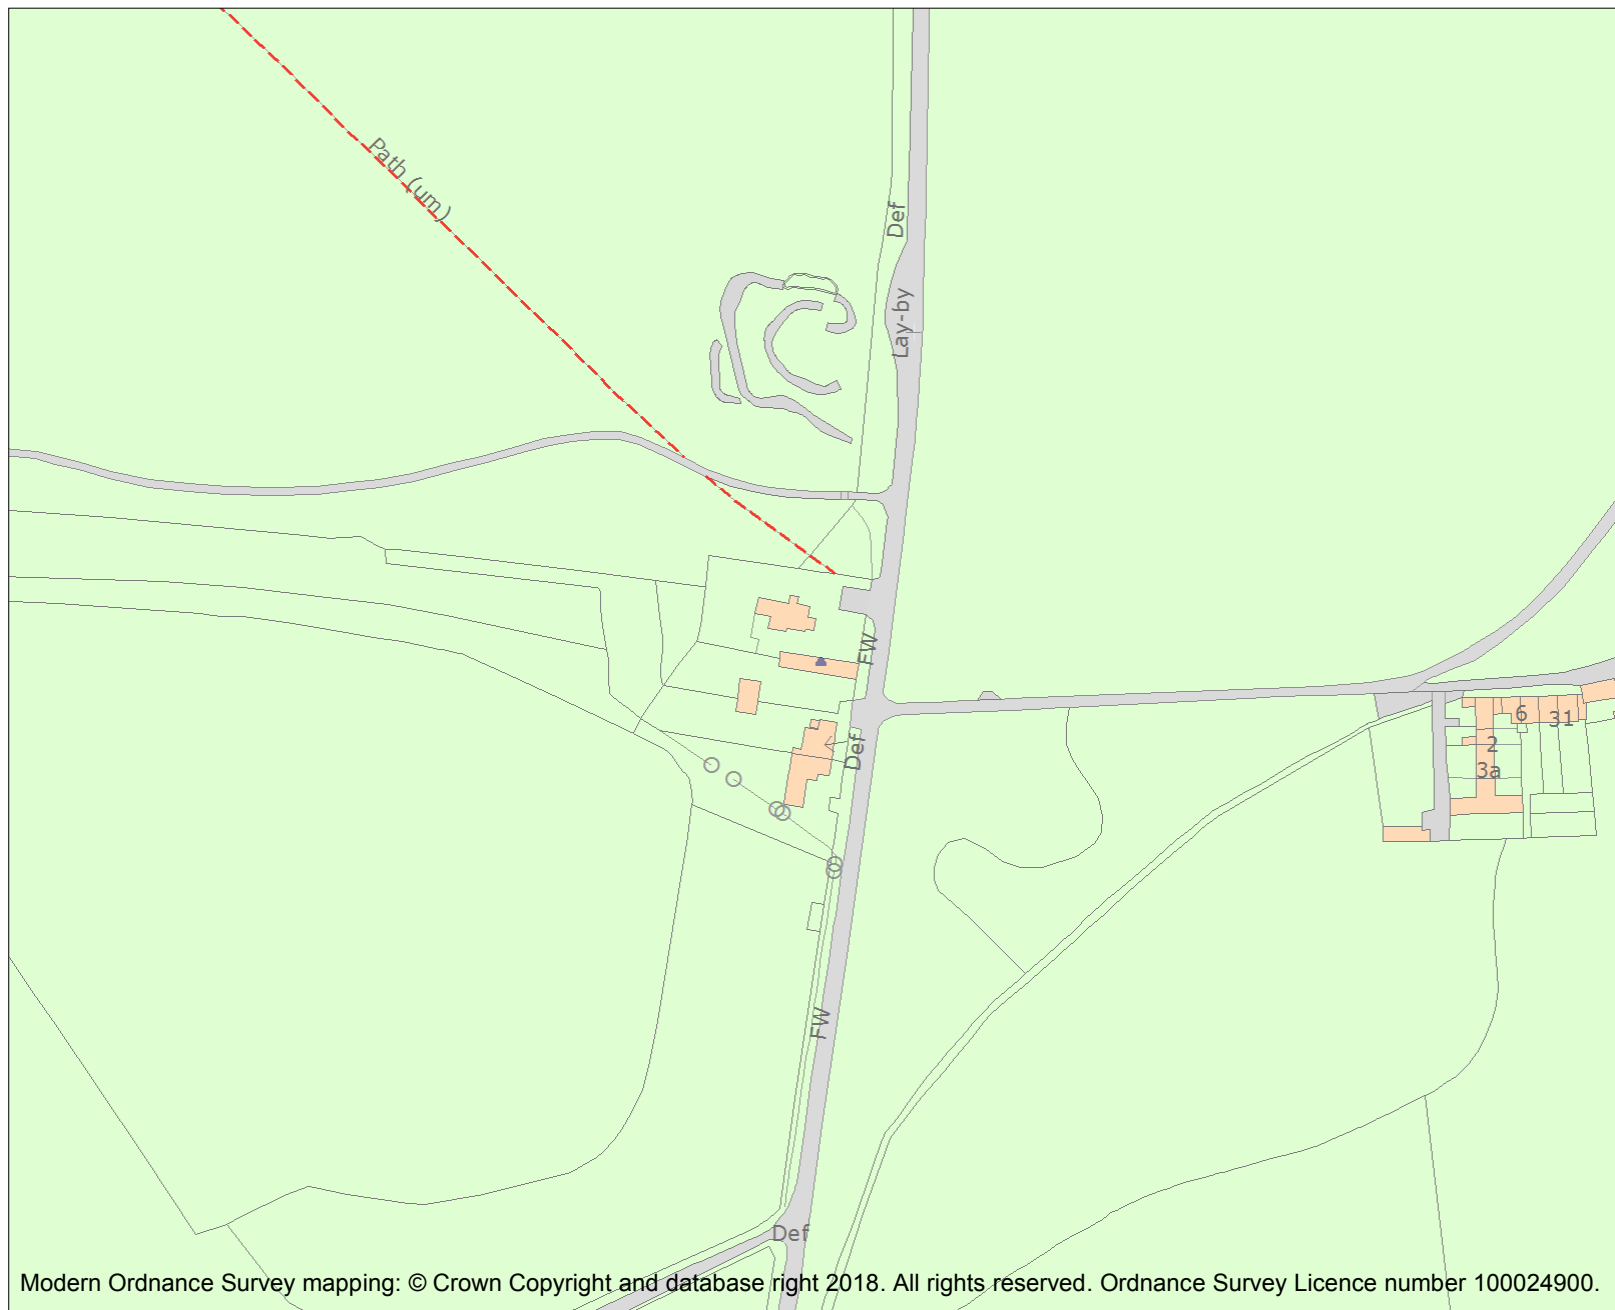 Path (um)
Def
Lay-by
FW
Def
6
31
2
3a
FW
Def
Modern Ordnance Survey mapping: © Crown Copyright and database right 2018. All rights reserved. Ordnance Survey Licence number 100024900.